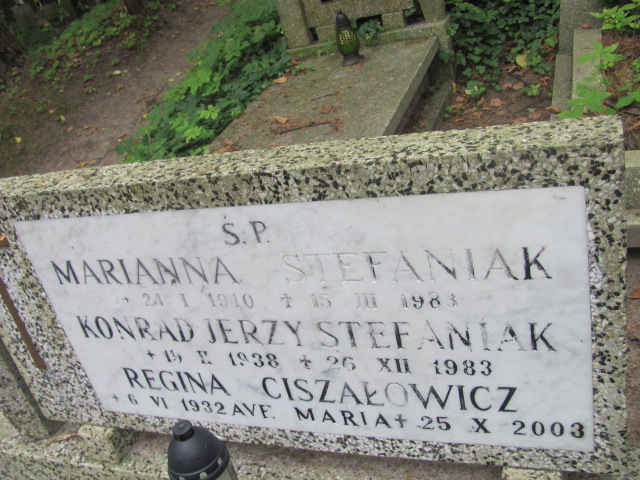 Ś.P.
MARIANNA STEFANIAK
+ 24 I 1910 + 15 III 1983
KONRAD JERZY STEFANIAK
+ II 1938 + 26 XII 1983
REGINA CISZAŁOWICZ
+ 6 VI 1932 AVE MARIA + 25 X 2003